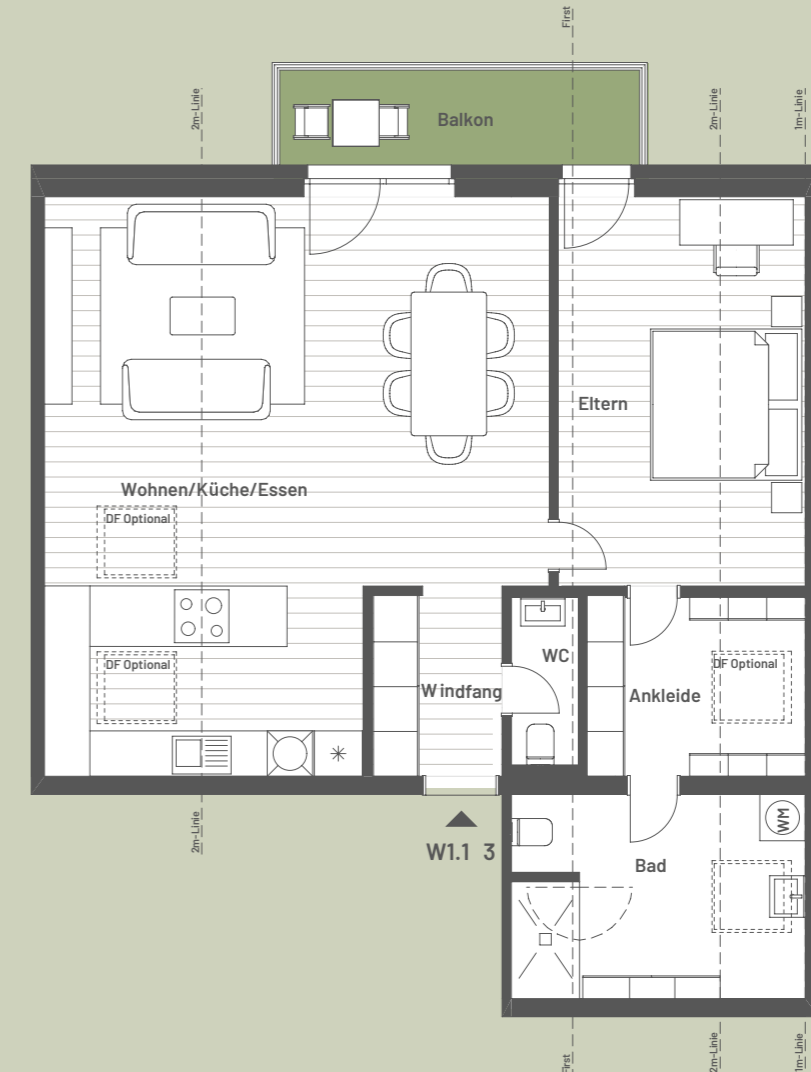 First
2m-Linie
2m-Linie
1m-Linie
Balkon
Eltern
Wohnen/Küche/Essen
DF Optional
WC
DF Optional
DF Optional
Windfang
Ankleide
2m-Linie
WM
W1.1 3
Bad
First
2m-Linie
1m-Linie